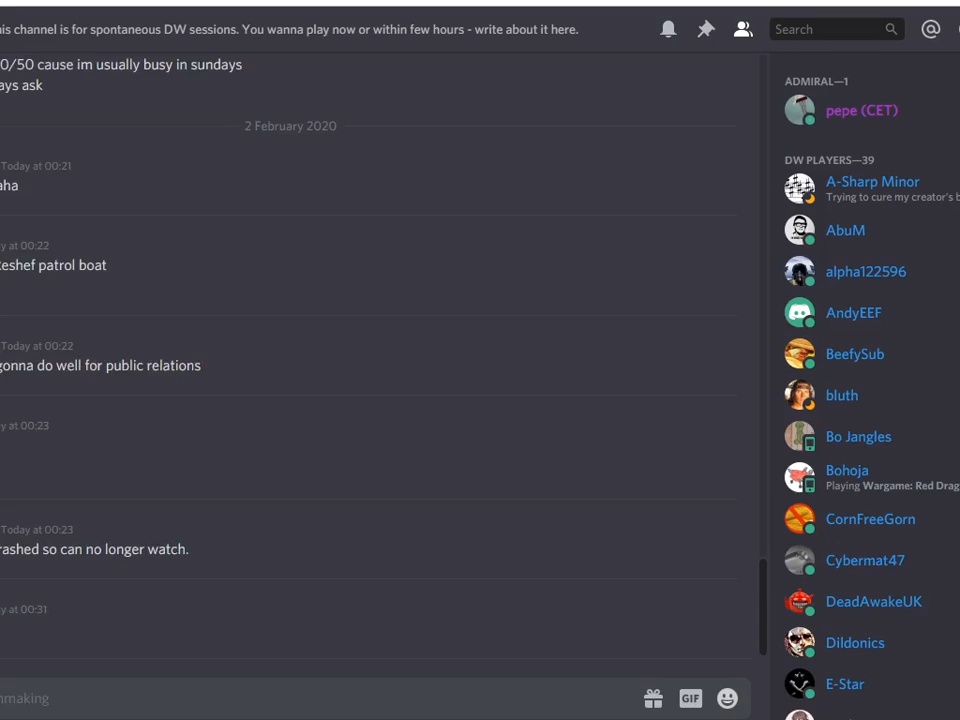 his channel is for spontaneous DW sessions. You wanna play now or within few hours - write about it here.
Search
0/50 cause im usually busy in sundays
ays ask
2 February 2020
Today at 00:21
aha
y at 00:22
eshef patrol boat
Today at 00:22
gonna do well for public relations
y at 00:23
Today at 00:23
rashed so can no longer watch.
y at 00:31
nmaking
GIF
ADMIRAL—1
pepe (CET)
DW PLAYERS—39
A-Sharp Minor
Trying to cure my creator's b
AbuM
alpha122596
AndyEEF
BeefySub
bluth
Bo Jangles
Bohoja
Playing Wargame: Red Drag
CornFreeGorn
Cybermat47
DeadAwakeUK
Dildonics
E-Star